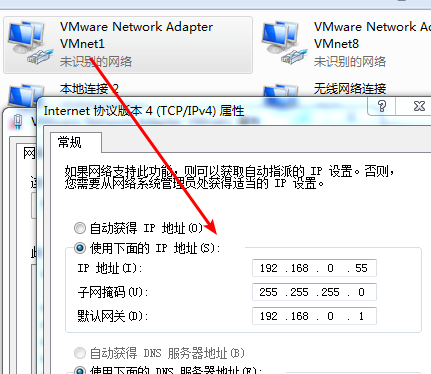 VMware Network Adapter
VMnet1
未识别的网络
VMware Network Adapter
VMnet8
未识别的网络
本地连接 2
无线网络连接
Internet 协议版本 4 (TCP/IPv4) 属性
常规
如果网络支持此功能，则可以获取自动指派的 IP 设置。否则，
您需要从网络系统管理员处获得适当的 IP 设置。
自动获得 IP 地址(O)
使用下面的 IP 地址(S):
IP 地址(I): 192 .168 . 0 . 55
子网掩码(U): 255 .255 .255 . 0
默认网关(D): 192 .168 . 0 . 1
自动获得 DNS 服务器地址(B)
使用下面的 DNS 服务器地址(E):